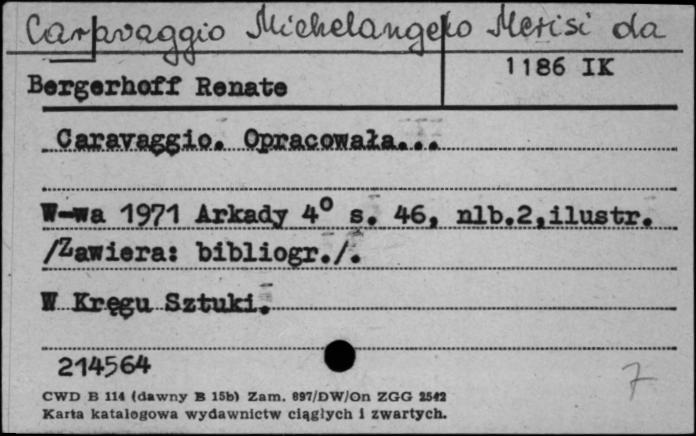 Caravaggio Michelangelo Merisi da
1186 IK
Bergerhoff Renate
Caravaggio. Opracowała...
W-wa 1971 Arkady 4° s. 46, nlb.2,ilustr.
/Zawiera: bibliogr./.
W Kręgu Sztuki.
214564
7
CWD B 114 (dawny B 15b) Zam. 897/DW/On ZGG 2542
Karta katalogowa wydawnictw ciągłych i zwartych.